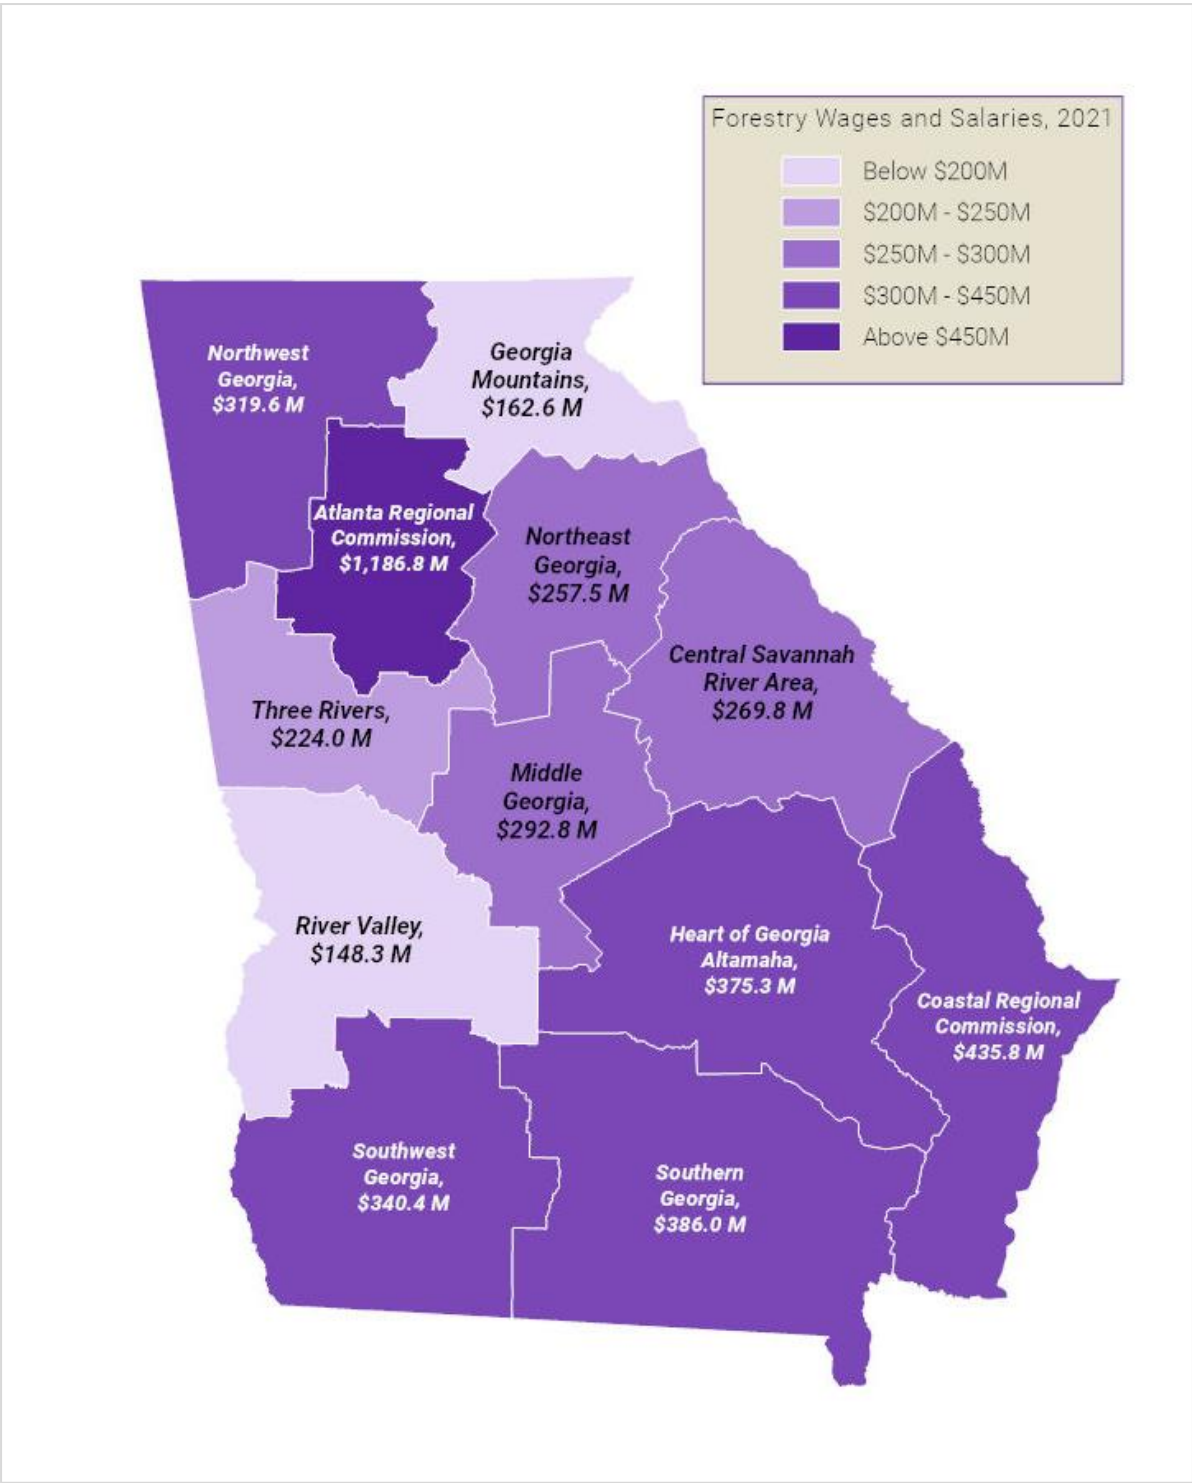 Forestry Wages and Salaries, 2021
Below $200M
$200M - $250M
$250M - $300M
$300M - $450M
Above $450M
Northwest
Georgia,
$319.6 M
Georgia
Mountains,
$162.6 M
Atlanta Regional
Commission,
$1,186.8 M
Northeast
Georgia,
$257.5 M
Central Savannah
River Area,
$269.8 M
Three Rivers,
$224.0 M
Middle
Georgia,
$292.8 M
River Valley,
$148.3 M
Heart of Georgia
Altamaha,
$375.3 M
Coastal Regional
Commission,
$435.8 M
Southwest
Georgia,
$340.4 M
Southern
Georgia,
$386.0 M